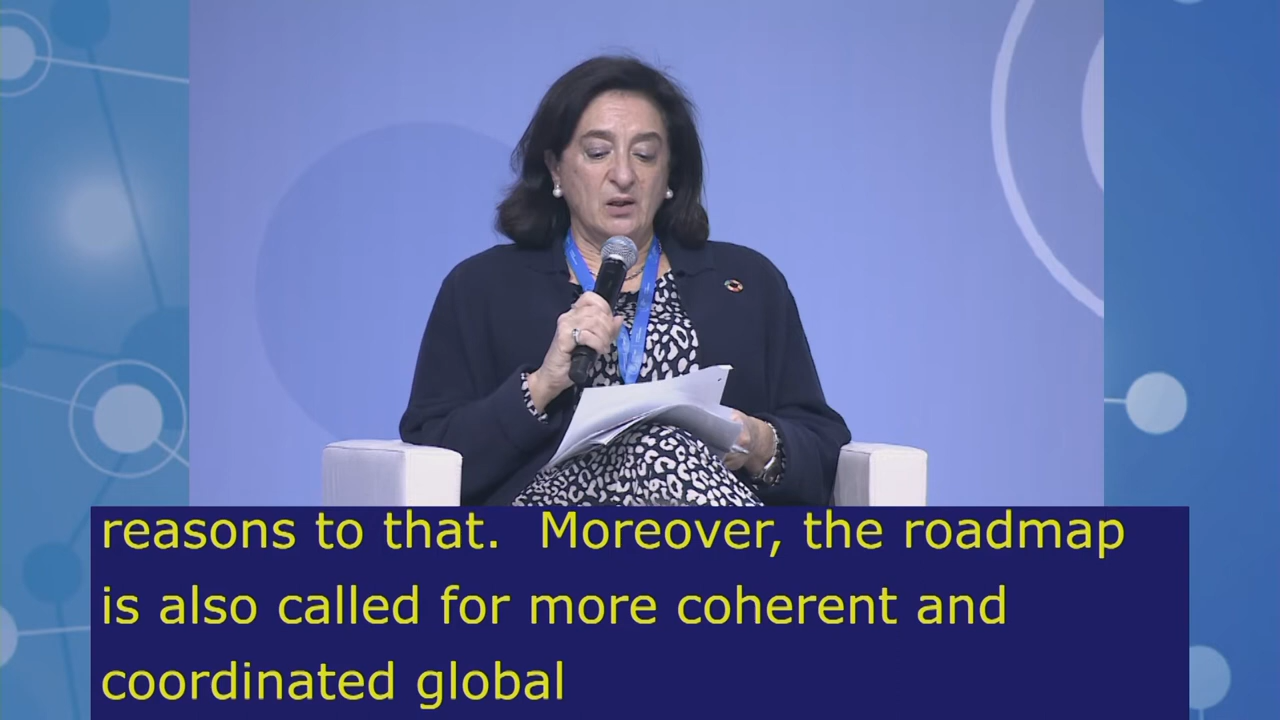 reasons to that.  Moreover, the roadmap
is also called for more coherent and
coordinated global